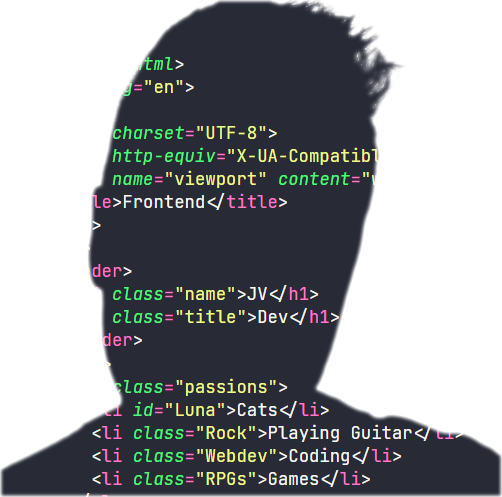 html>
g="en">
charset="UTF-8">
http-equiv="X-UA-Compatibl
name="viewport" content="
le>Frontend</title>
>
der>
class="name">JV</h1>
class="title">Dev</h1>
der>
>
class="passions">
li id="Luna">Cats</li>
<li class="Rock">Playing Guitar</li>
<li class="Webdev">Coding</li>
<li class="RPGs">Games</li>
</